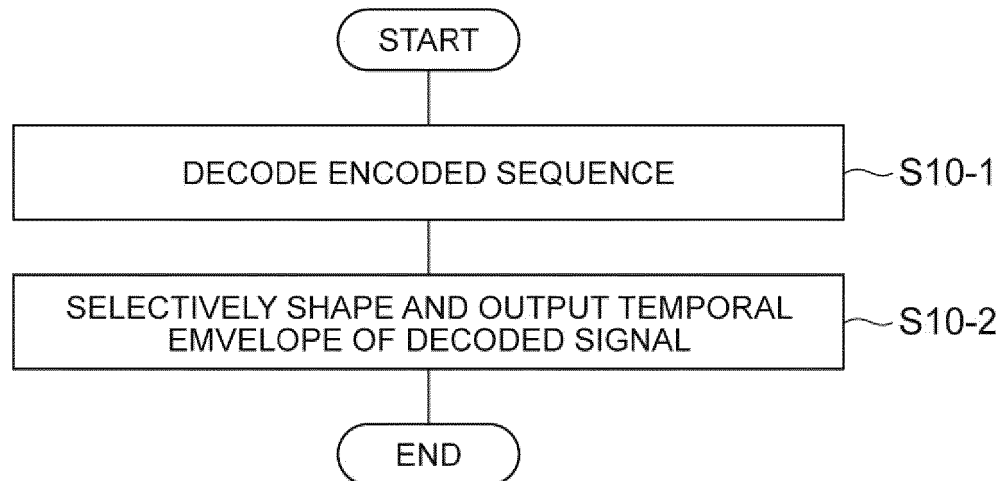 START
DECODE ENCODED SEQUENCE
S10-1
SELECTIVELY SHAPE AND OUTPUT TEMPORAL
EMVELOPE OF DECODED SIGNAL
S10-2
END